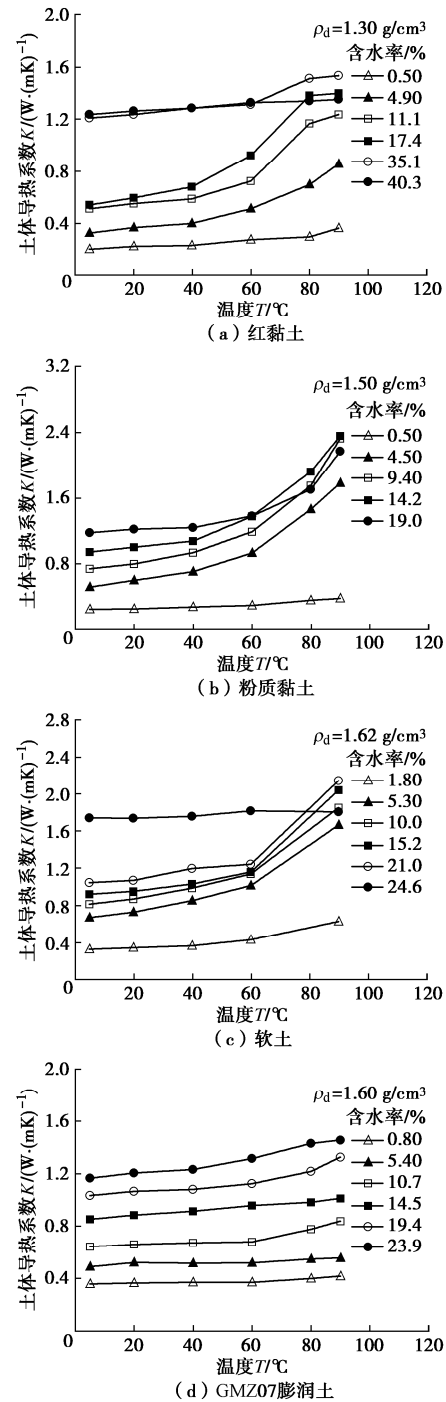 土体导热系数K/(W·(mK)⁻¹)
2.0
1.6
1.2
0.8
0.4
0
20 40 60 80 100 120
ρd=1.30 g/cm³
含水率/%
0.50
4.90
11.1
17.4
35.1
40.3
温度T/℃
(a) 红黏土
土体导热系数K/(W·(mK)⁻¹)
3.2
2.4
1.6
0.8
0
20 40 60 80 100 120
ρd=1.50 g/cm³
含水率/%
0.50
4.50
9.40
14.2
19.0
温度T/℃
(b) 粉质黏土
土体导热系数K/(W·(mK)⁻¹)
2.8
2.4
2.0
1.6
1.2
0.8
0.4
0
20 40 60 80 100 120
ρd=1.62 g/cm³
含水率/%
1.80
5.30
10.0
15.2
21.0
24.6
温度T/℃
(c) 软土
土体导热系数K/(W·(mK)⁻¹)
2.0
1.6
1.2
0.8
0.4
0
20 40 60 80 100 120
ρd=1.60 g/cm³
含水率/%
0.80
5.40
10.7
14.5
19.4
23.9
温度T/℃
(d) GMZ07膨润土